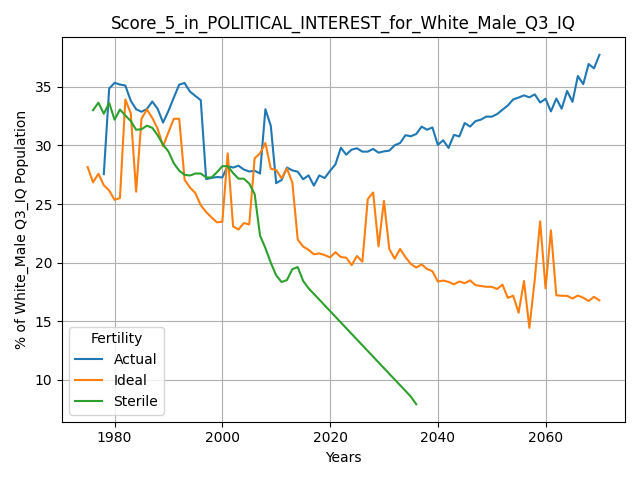 Score_5_in_POLITICAL_INTEREST_for_White_Male_Q3_IQ
% of White_Male Q3_IQ Population
35
30
25
20
15
10
Fertility
Actual
Ideal
Sterile
1980 2000 2020 2040 2060
Years